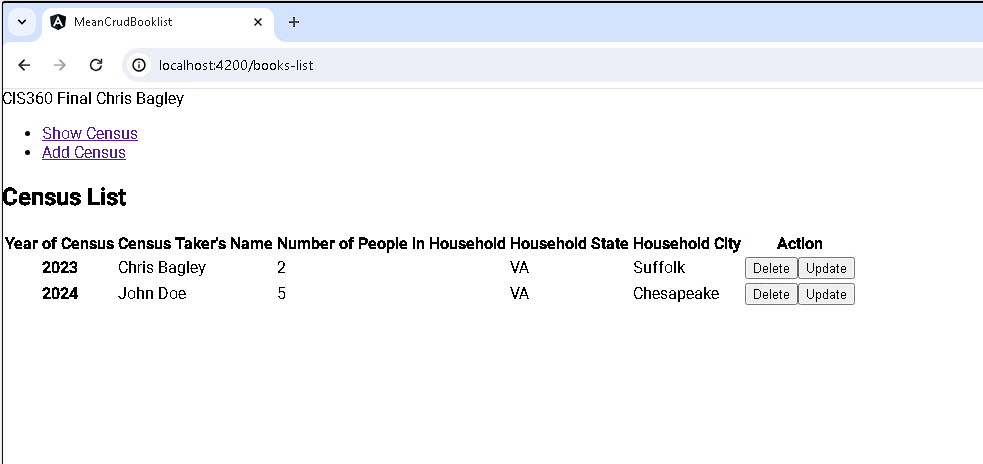 MeanCrudBooklist
localhost:4200/books-list
CIS360 Final Chris Bagley
Show Census
Add Census
Census List
Year of Census Census Taker's Name Number of People in Household Household State Household City Action
2023 Chris Bagley 2 VA Suffolk Delete Update
2024 John Doe 5 VA Chesapeake Delete Update